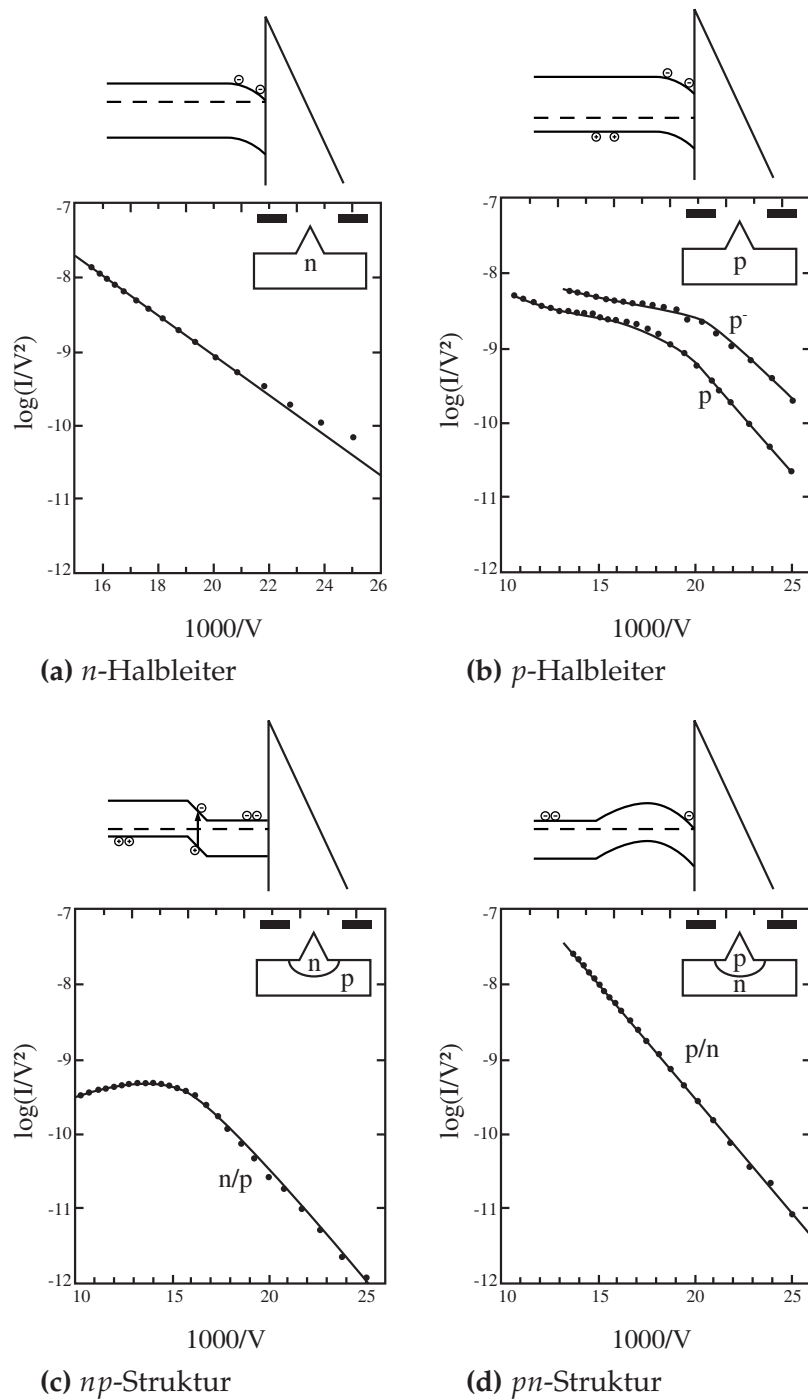 -7
-8
-9
-10
-11
-12
log(I/V²)
n
16 18 20 22 24 26
1000/V
(a) n-Halbleiter
-7
-8
-9
-10
-11
-12
log(I/V²)
p
p-
p
10 15 20 25
1000/V
(b) p-Halbleiter
-7
-8
-9
-10
-11
-12
log(I/V²)
n
p
n/p
10 15 20 25
1000/V
(c) np-Struktur
-7
-8
-9
-10
-11
-12
log(I/V²)
p
n
p/n
10 15 20 25
1000/V
(d) pn-Struktur